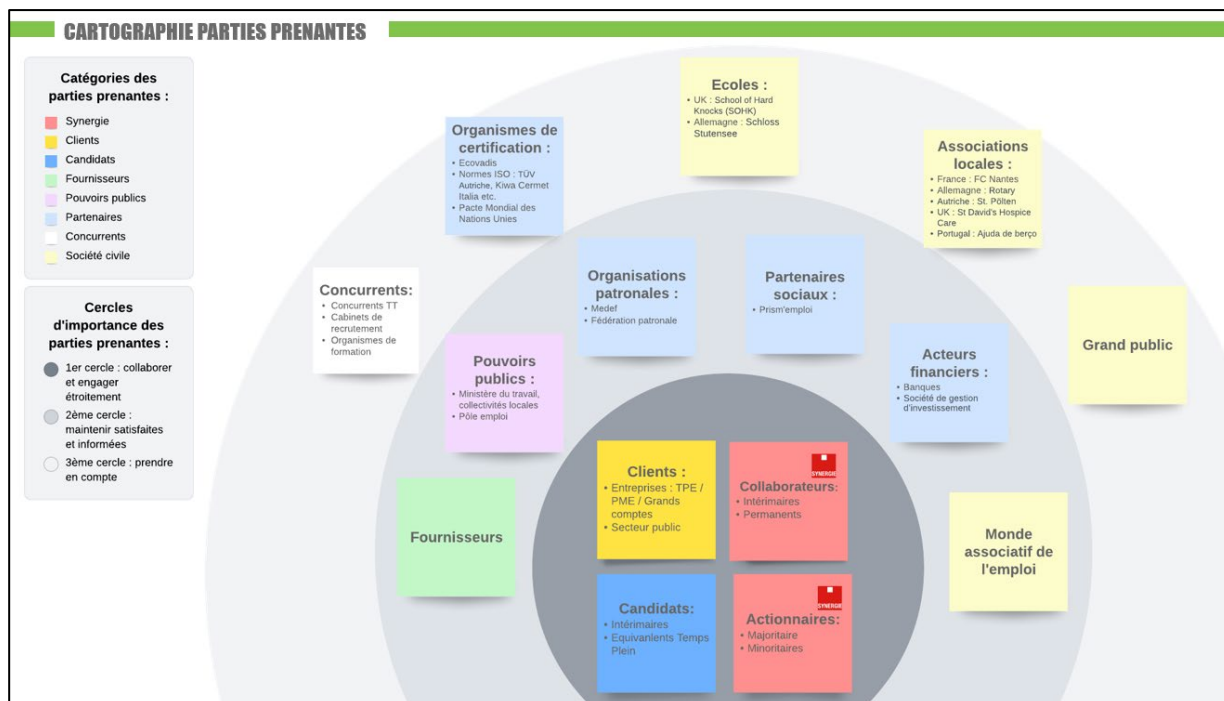 CARTOGRAPHIE PARTIES PRENANTES
Catégories des
parties prenantes :
Synergie
Clients
Candidats
Fournisseurs
Pouvoirs publics
Partenaires
Concurrents
Société civile
Cercles
d'importance des
parties prenantes :
1er cercle : collaborer
et engager
étroitement
2ème cercle :
maintenir satisfaites
et informées
3ème cercle : prendre
en compte
Ecoles :
• UK : School of Hard
Knocks (SOHK)
• Allemagne : Schloss
Stutensee
Organismes de
certification :
• Ecovadis
• Normes ISO : TÜV
Autriche, Kiwa Cermet
Italia etc.
• Pacte Mondial des
Nations Unies
Associations
locales :
• France : FC Nantes
• Allemagne : Rotary
• Autriche : St. Pölten
• UK : St David's Hospice
Care
• Portugal : Ajuda de berço
Concurrents:
• Concurrents TT
• Cabinets de
recrutement
• Organismes de
formation
Organisations
patronales :
• Medef
• Fédération patronale
Partenaires
sociaux :
• Prism'emploi
Grand public
Pouvoirs
publics :
• Ministère du travail,
collectivités locales
• Pôle emploi
Acteurs
financiers :
• Banques
• Société de gestion
d'investissement
Clients :
• Entreprises : TPE /
PME / Grands
comptes
• Secteur public
SYNERGIE
Collaborateurs:
• Intérimaires
• Permanents
Fournisseurs
Monde
associatif de
l'emploi
Candidats:
• Intérimaires
• Equivanlents Temps
Plein
SYNERGIE
Actionnaires:
• Majoritaire
• Minoritaires